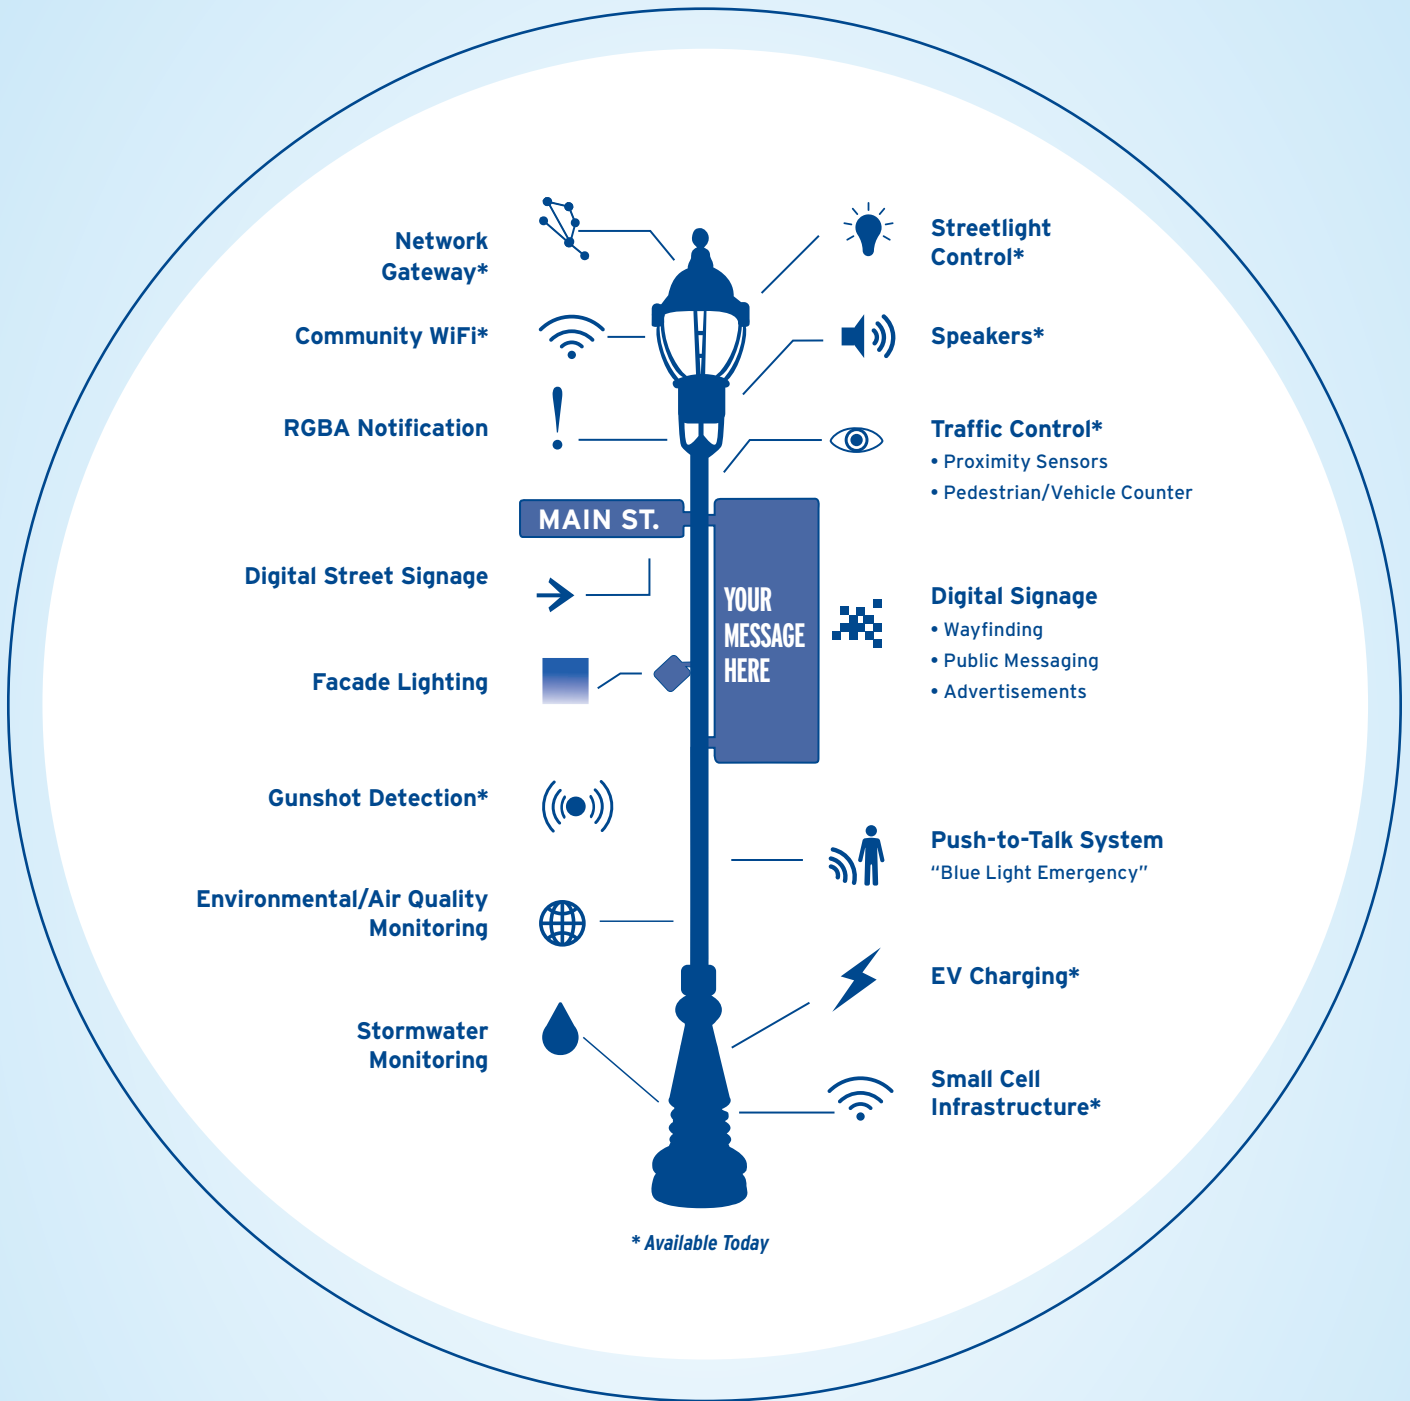 Network
Gateway*
Community WiFi*
RGBA Notification
MAIN ST.
Digital Street Signage
Facade Lighting
Gunshot Detection*
Environmental/Air Quality
Monitoring
Stormwater
Monitoring
Streetlight
Control*
Speakers*
Traffic Control*
• Proximity Sensors
• Pedestrian/Vehicle Counter
YOUR
MESSAGE
HERE
Digital Signage
• Wayfinding
• Public Messaging
• Advertisements
Push-to-Talk System
“Blue Light Emergency”
EV Charging*
Small Cell
Infrastructure*
* Available Today